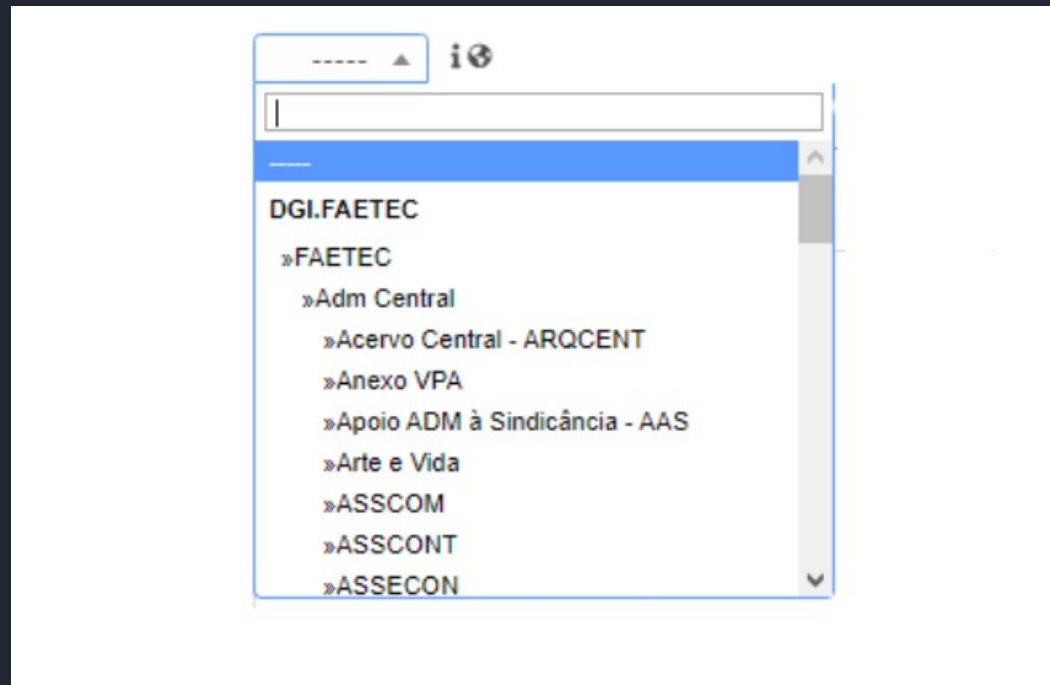 -----
-----
DGI.FAETEC
»FAETEC
»Adm Central
»Acervo Central - ARQCENT
»Anexo VPA
»Apoio ADM à Sindicância - AAS
»Arte e Vida
»ASSCOM
»ASSCONT
»ASSECON